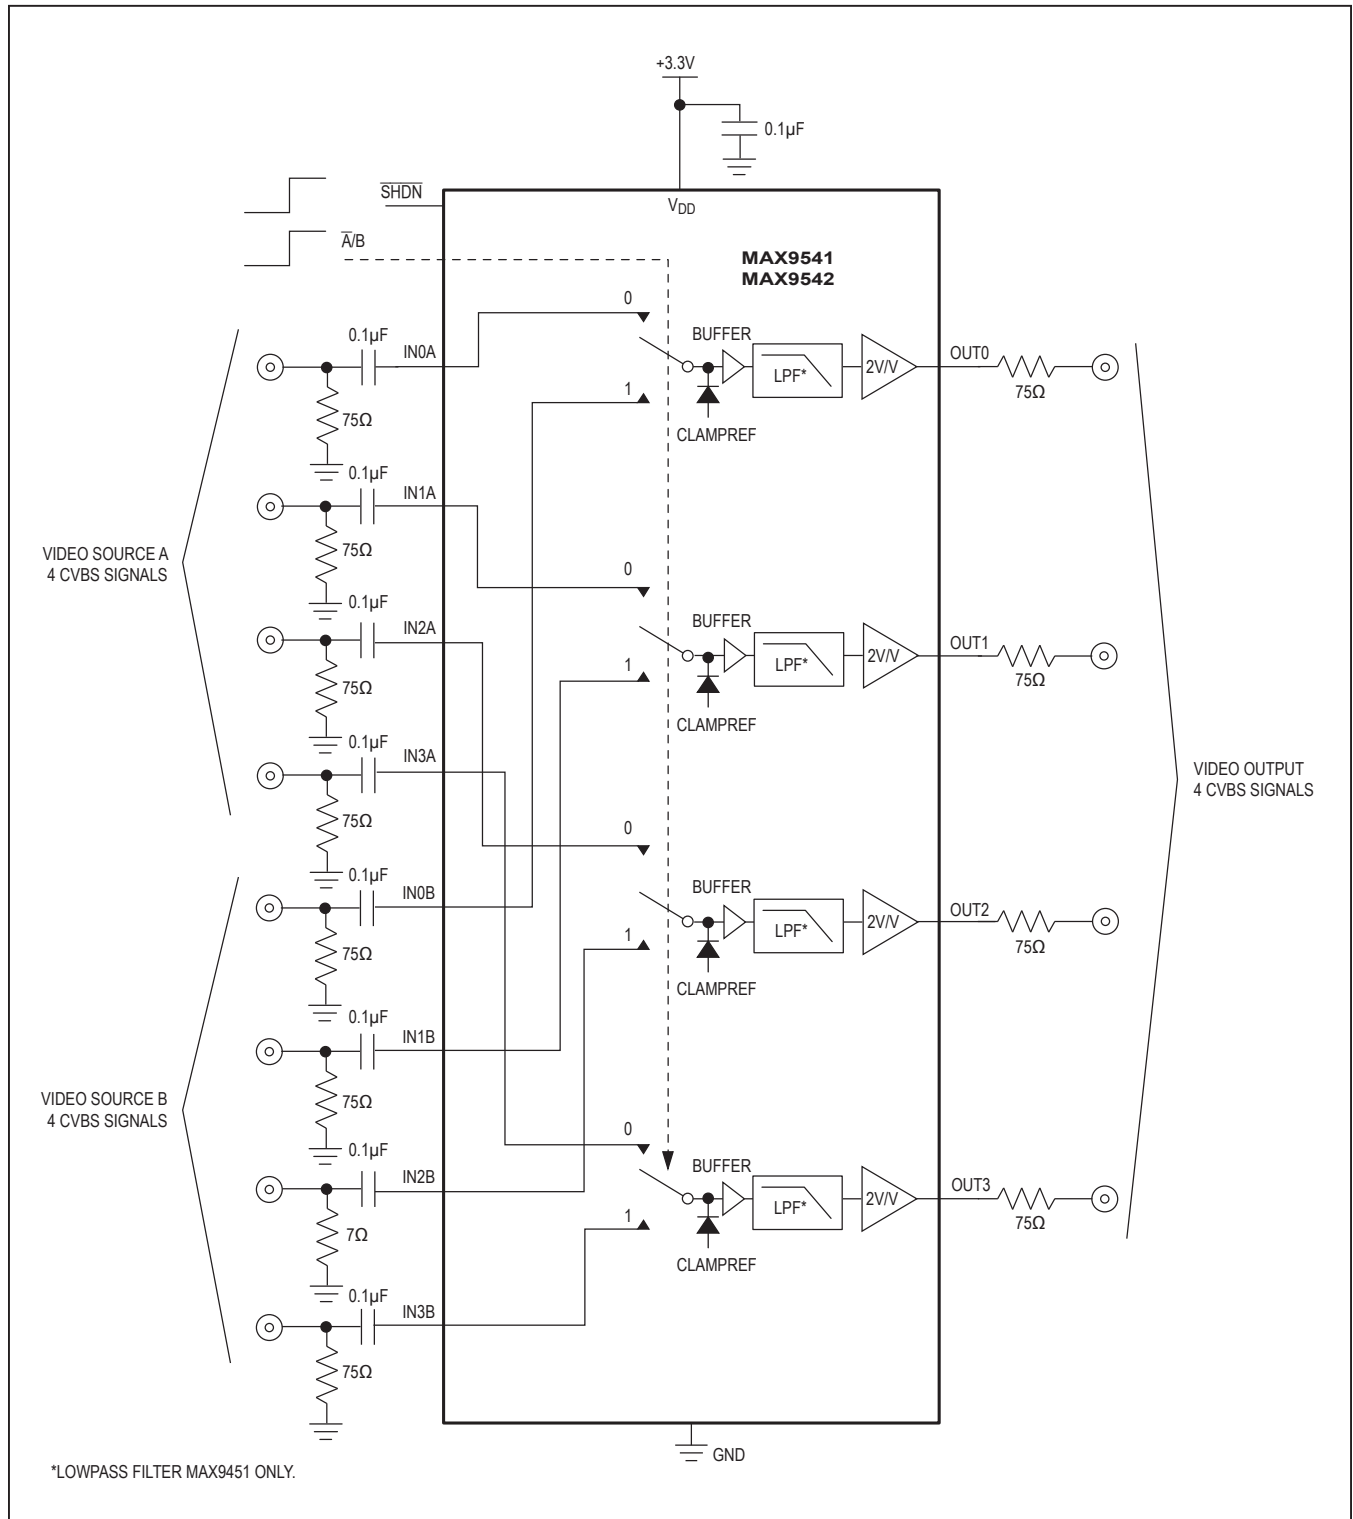 +3.3V
0.1µF
SHDN
VDD
A/B
MAX9541
MAX9542
0
0.1µF
IN0A
BUFFER
LPF*
2V/V
OUT0
75Ω
1
75Ω
CLAMPREF
0.1µF
IN1A
75Ω
VIDEO SOURCE A
4 CVBS SIGNALS
0
0.1µF
IN2A
BUFFER
LPF*
2V/V
OUT1
75Ω
1
75Ω
CLAMPREF
0.1µF
IN3A
VIDEO OUTPUT
4 CVBS SIGNALS
75Ω
0
0.1µF
IN0B
BUFFER
LPF*
2V/V
OUT2
75Ω
1
75Ω
CLAMPREF
0.1µF
IN1B
VIDEO SOURCE B
4 CVBS SIGNALS
75Ω
0
0.1µF
IN2B
BUFFER
LPF*
2V/V
OUT3
75Ω
1
7Ω
CLAMPREF
0.1µF
IN3B
75Ω
GND
*LOWPASS FILTER MAX9451 ONLY.